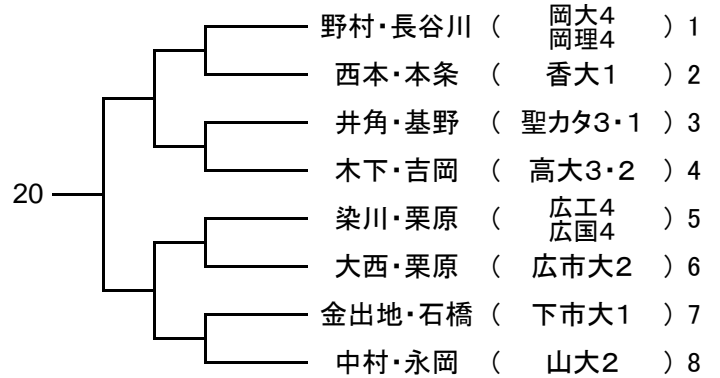 野村・長谷川 ( 岡大4 岡理4 ) 1
西本・本条 ( 香大1 ) 2
井角・基野 ( 聖カタ3・1 ) 3
木下・吉岡 ( 高大3・2 ) 4
20
染川・栗原 ( 広工4 広国4 ) 5
大西・栗原 ( 広市大2 ) 6
金出地・石橋 ( 下市大1 ) 7
中村・永岡 ( 山大2 ) 8